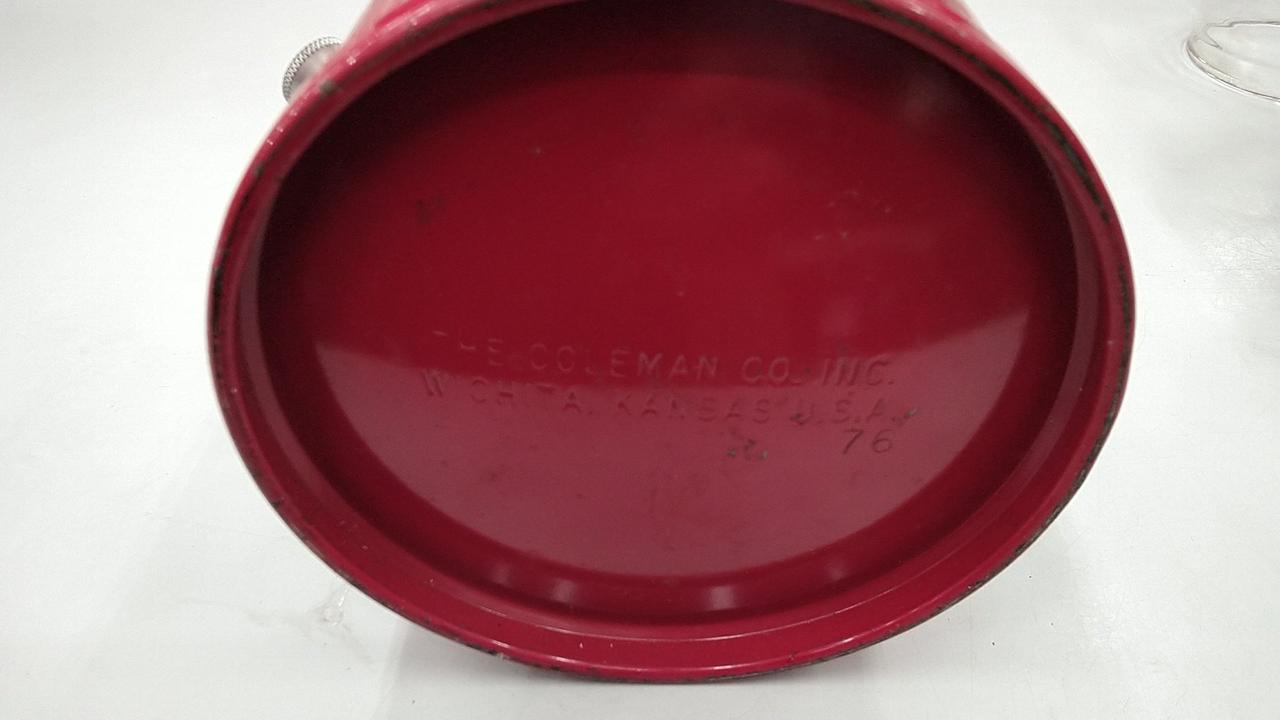 THE COLEMAN CO. INC.
WICHITA, KANSAS U.S.A.
76